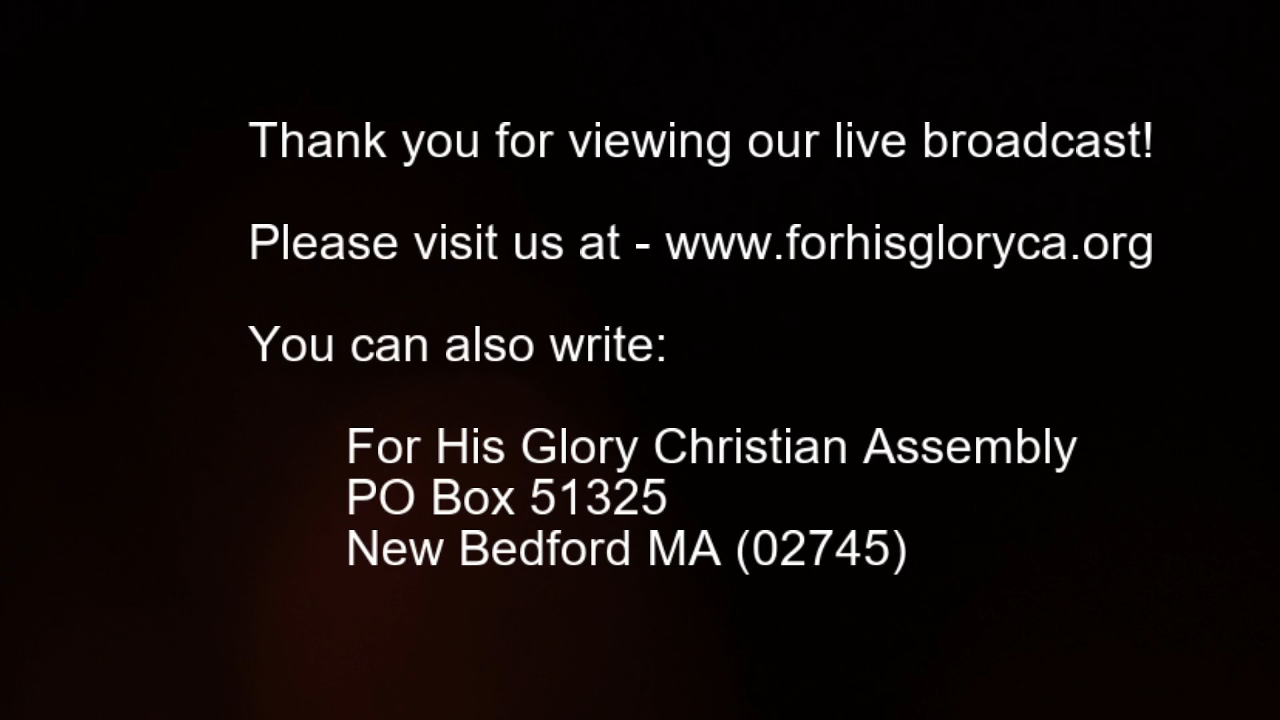 Thank you for viewing our live broadcast!
Please visit us at - www.forhisgloryca.org
You can also write:
For His Glory Christian Assembly
PO Box 51325
New Bedford MA (02745)